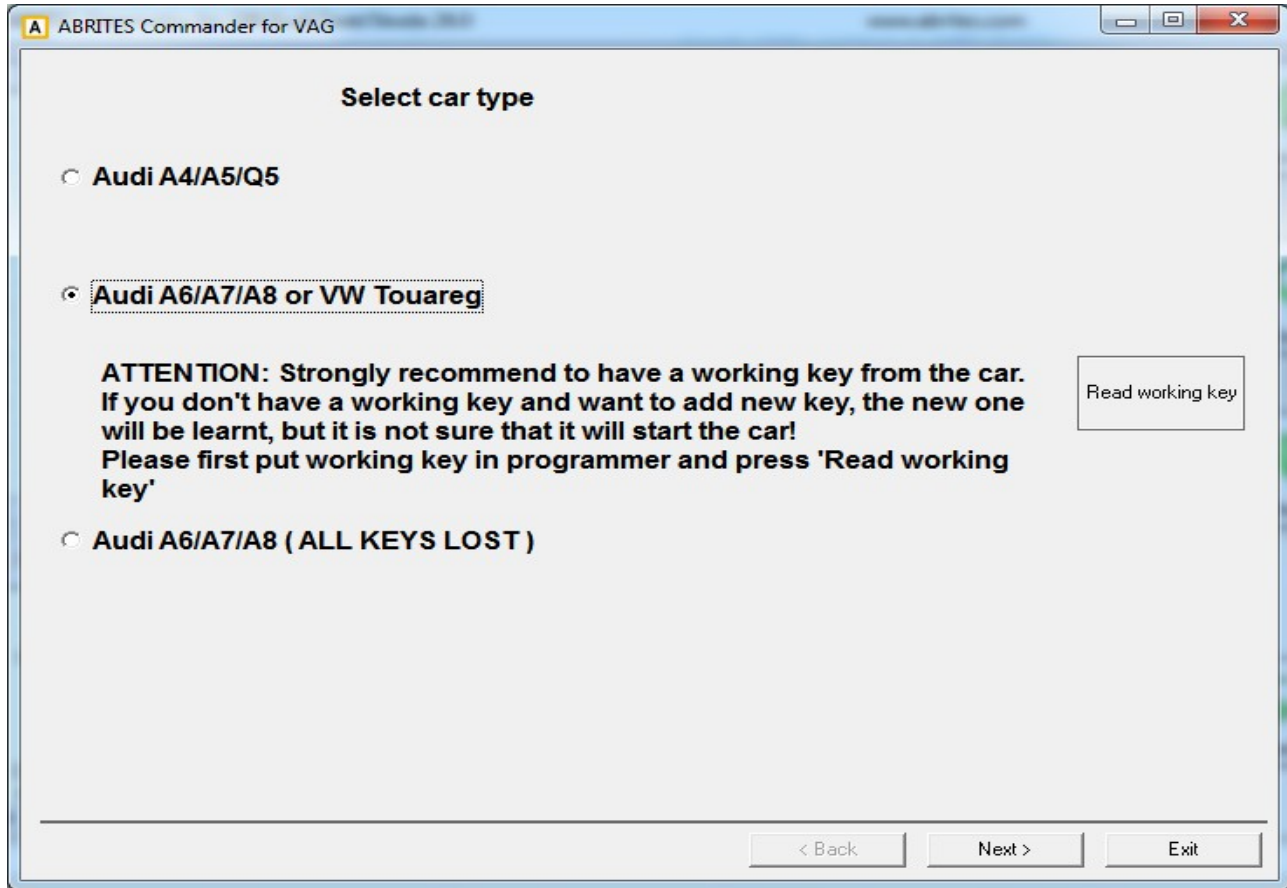 A ABRITES Commander for VAG
Select car type
Audi A4/A5/Q5
Audi A6/A7/A8 or VW Touareg
ATTENTION: Strongly recommend to have a working key from the car.
If you don't have a working key and want to add new key, the new one
will be learnt, but it is not sure that it will start the car!
Please first put working key in programmer and press 'Read working
key'
Read working key
Audi A6/A7/A8 ( ALL KEYS LOST )
< Back
Next >
Exit